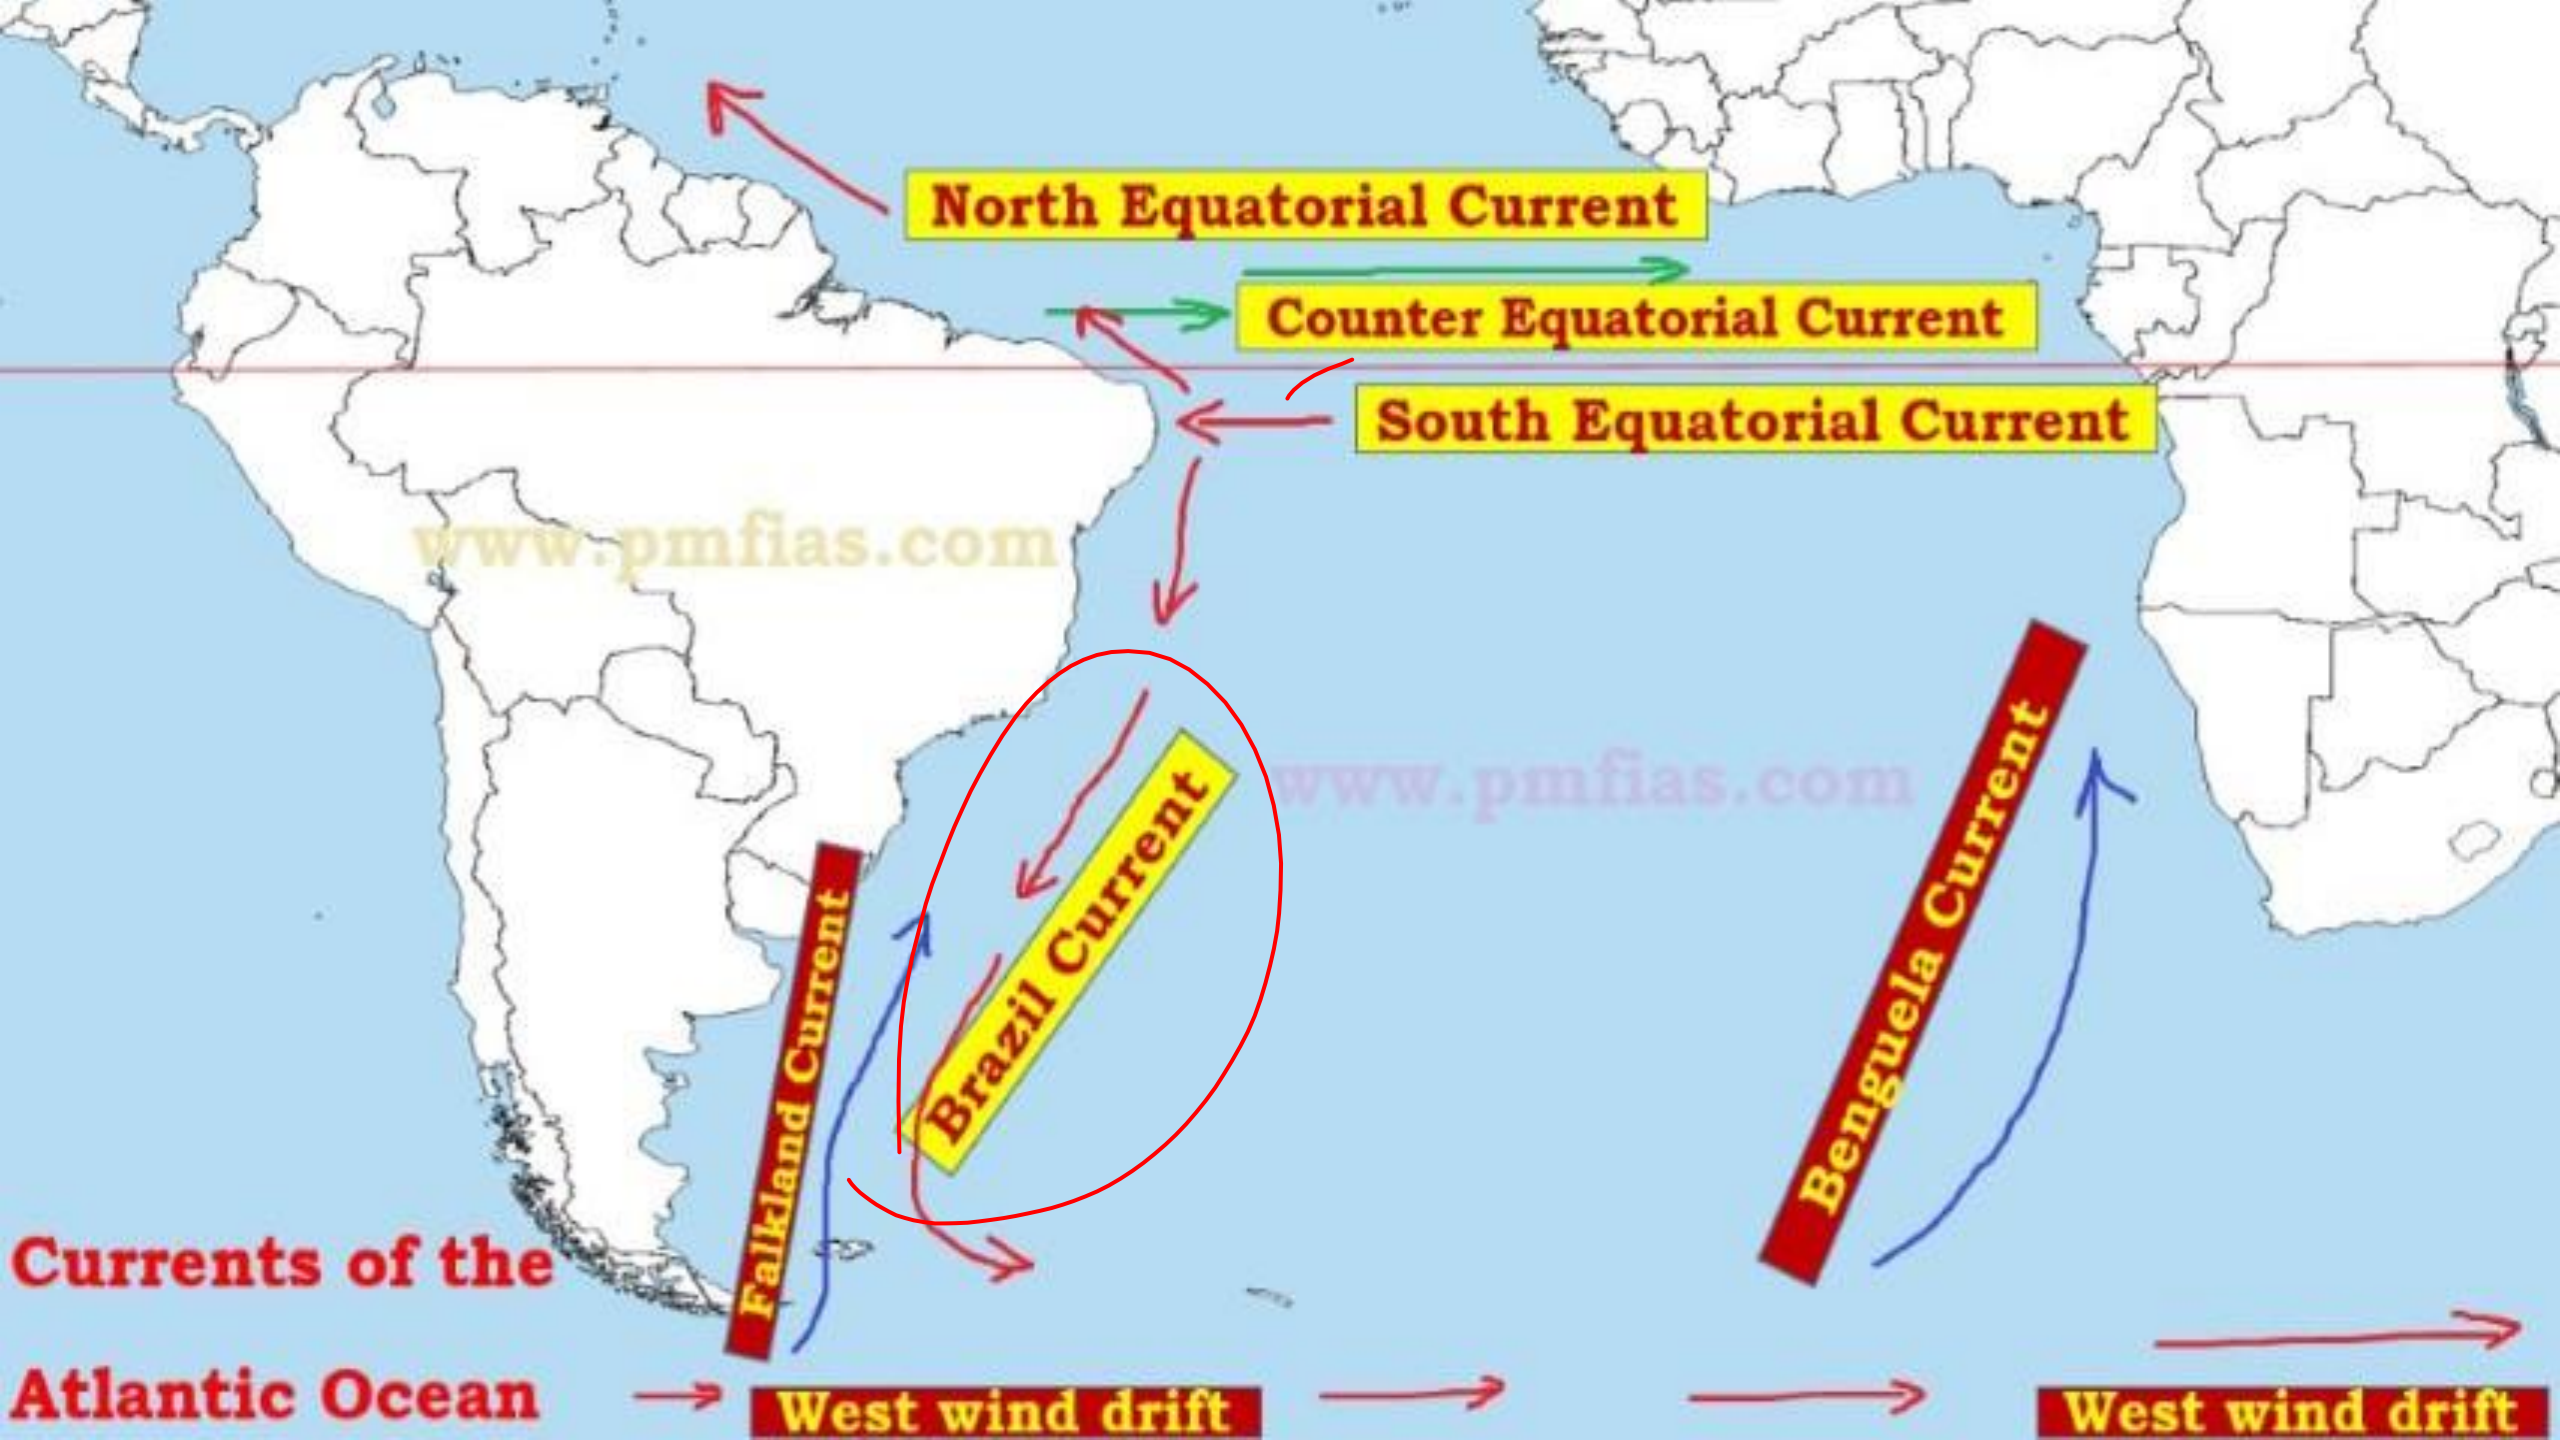 North Equatorial Current
Counter Equatorial Current
South Equatorial Current
www.pmfias.com
www.pmfias.com
Brazil Current
Falkland Current
Benguela Current
Currents of the
Atlantic Ocean
West wind drift
West wind drift